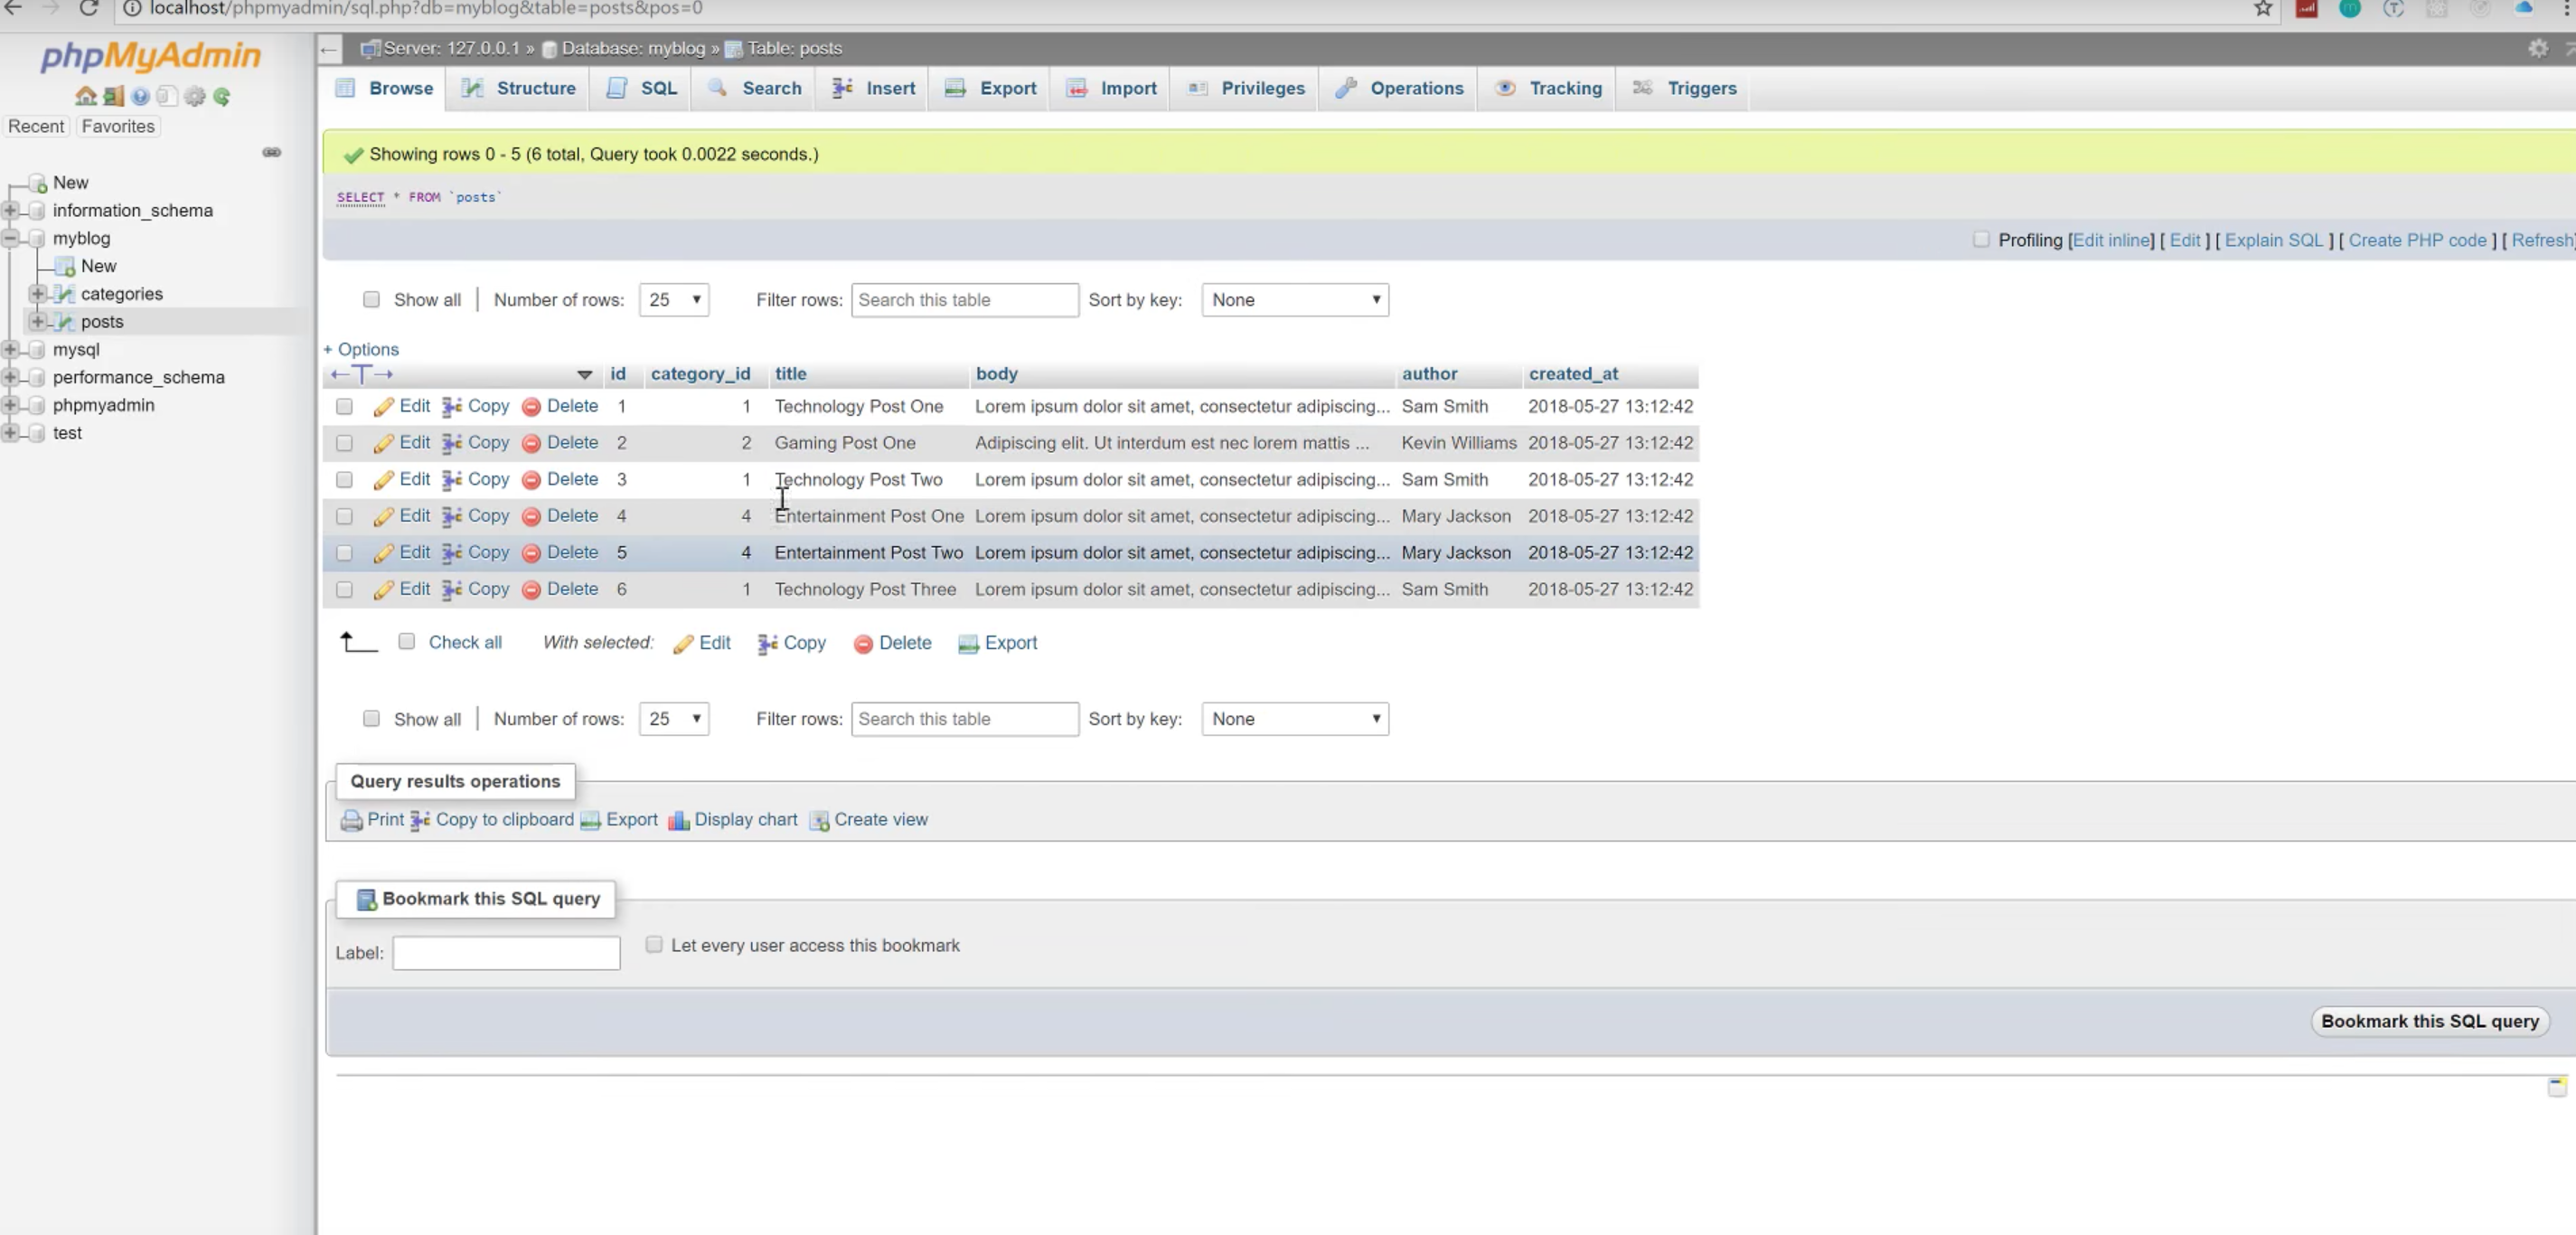 localhost/phpmyadmin/sql.php?db=myblog&table=posts&pos=0
phpMyAdmin
Recent Favorites
New
information_schema
myblog
New
categories
posts
mysql
performance_schema
phpmyadmin
test
Server: 127.0.0.1 » Database: myblog » Table: posts
Browse Structure SQL Search Insert Export Import Privileges Operations Tracking Triggers
Showing rows 0 - 5 (6 total, Query took 0.0022 seconds.)
SELECT * FROM `posts`
Profiling [Edit inline] [ Edit ] [ Explain SQL ] [ Create PHP code ] [ Refresh]
Show all | Number of rows: 25 Filter rows: Search this table Sort by key: None
+ Options
←T→ id category_id title body author created_at
Edit Copy Delete 1 1 Technology Post One Lorem ipsum dolor sit amet, consectetur adipiscing... Sam Smith 2018-05-27 13:12:42
Edit Copy Delete 2 2 Gaming Post One Adipiscing elit. Ut interdum est nec lorem mattis ... Kevin Williams 2018-05-27 13:12:42
Edit Copy Delete 3 1 Technology Post Two Lorem ipsum dolor sit amet, consectetur adipiscing... Sam Smith 2018-05-27 13:12:42
Edit Copy Delete 4 4 Entertainment Post One Lorem ipsum dolor sit amet, consectetur adipiscing... Mary Jackson 2018-05-27 13:12:42
Edit Copy Delete 5 4 Entertainment Post Two Lorem ipsum dolor sit amet, consectetur adipiscing... Mary Jackson 2018-05-27 13:12:42
Edit Copy Delete 6 1 Technology Post Three Lorem ipsum dolor sit amet, consectetur adipiscing... Sam Smith 2018-05-27 13:12:42
Check all With selected: Edit Copy Delete Export
Show all | Number of rows: 25 Filter rows: Search this table Sort by key: None
Query results operations
Print Copy to clipboard Export Display chart Create view
Bookmark this SQL query
Label: Let every user access this bookmark
Bookmark this SQL query